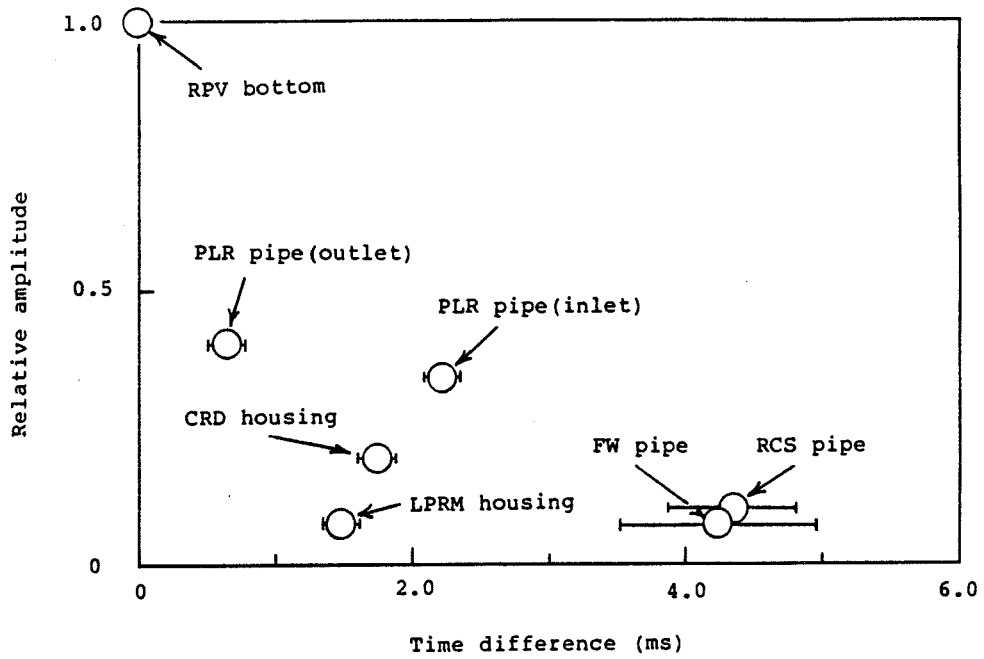 1.0
RPV bottom
PLR pipe(outlet)
0.5
PLR pipe(inlet)
CRD housing
FW pipe
RCS pipe
LPRM housing
0
0
2.0
4.0
6.0
Time difference (ms)
Relative amplitude